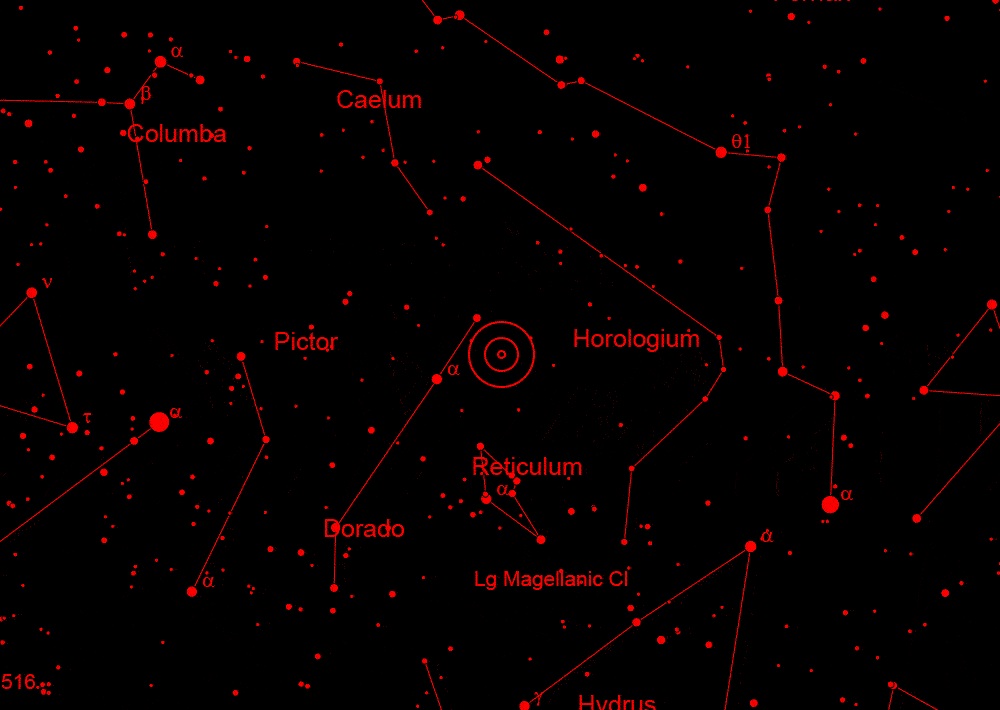 α
Caelum
β
Columba
θ1
ν
Pictor
Horologium
α
α
τ
Reticulum
α
α
Dorado
α
Lg Magellanic Cl
α
516
γ
Hydrus